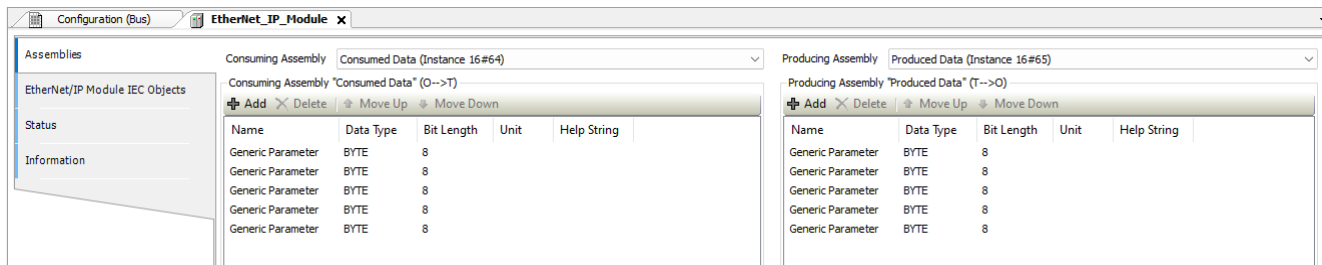 Configuration (Bus) EtherNet_IP_Module
Assemblies
EtherNet/IP Module IEC Objects
Status
Information
Consuming Assembly Consumed Data (Instance 16#64)
Consuming Assembly "Consumed Data" (O-->T)
Add Delete Move Up Move Down
Name Data Type Bit Length Unit Help String
Generic Parameter BYTE 8
Generic Parameter BYTE 8
Generic Parameter BYTE 8
Generic Parameter BYTE 8
Generic Parameter BYTE 8
Producing Assembly Produced Data (Instance 16#65)
Producing Assembly "Produced Data" (T-->O)
Add Delete Move Up Move Down
Name Data Type Bit Length Unit Help String
Generic Parameter BYTE 8
Generic Parameter BYTE 8
Generic Parameter BYTE 8
Generic Parameter BYTE 8
Generic Parameter BYTE 8